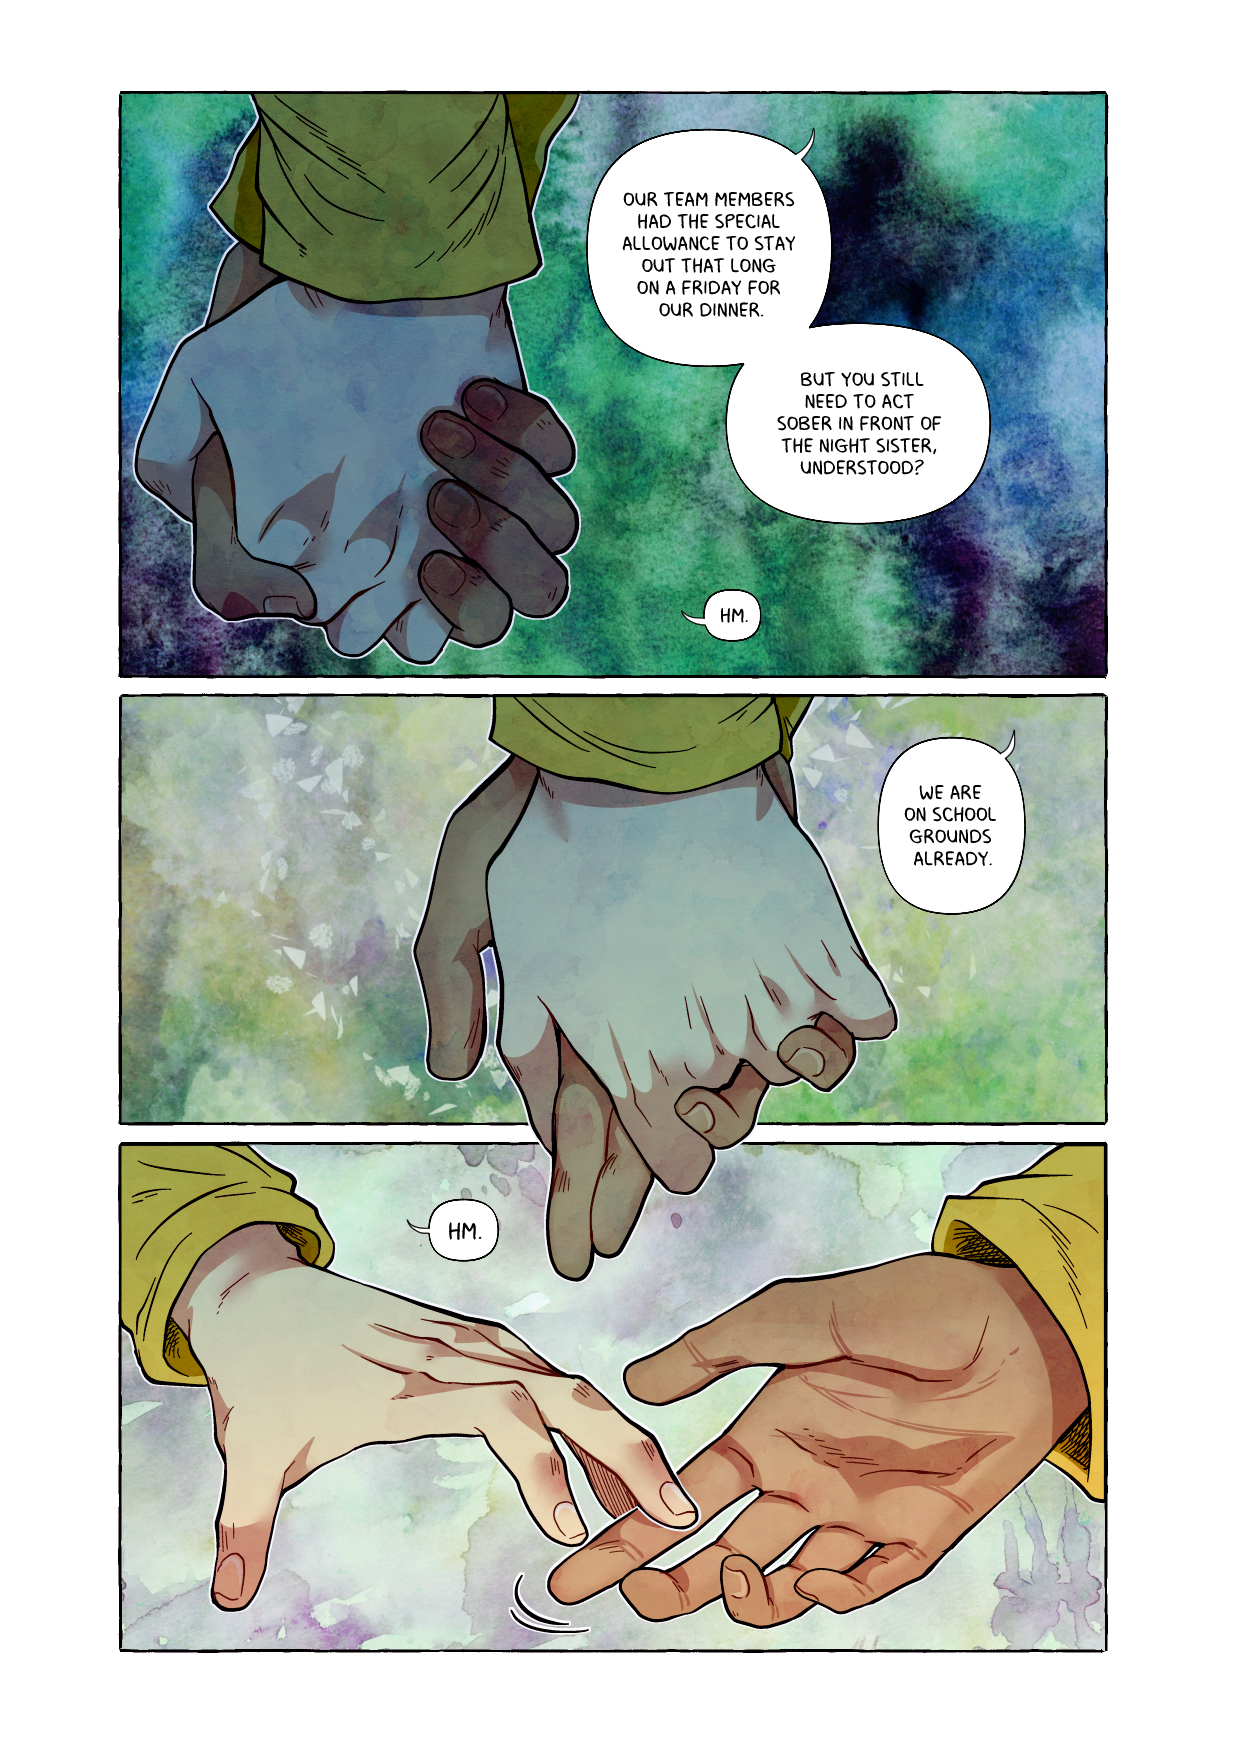 OUR TEAM MEMBERS
HAD THE SPECIAL
ALLOWANCE TO STAY
OUT THAT LONG
ON A FRIDAY FOR
OUR DINNER.
BUT YOU STILL
NEED TO ACT
SOBER IN FRONT OF
THE NIGHT SISTER,
UNDERSTOOD?
HM.
WE ARE
ON SCHOOL
GROUNDS
ALREADY.
HM.